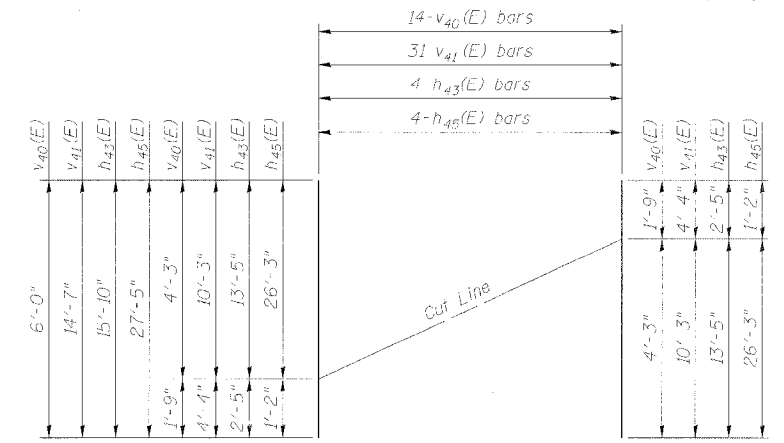 14-v40(E) bars
31 v41(E) bars
4 h43(E) bars
4-h45(E) bars
v40(E) v41(E) h43(E) h45(E) v40(E) v41(E) h43(E) h45(E)
v40(E) v41(E) h43(E) h45(E)
1'-9" 4' 4" 2'-5" 1'-2"
6'-0" 14'-7" 15'-10" 27'-5" 4'-3" 10'-3" 13'-5" 26'-3"
Cut Line
4'-3" 10' 3" 13'-5" 26'-3"
1'-9" 4'-4" 2'-5" 1'-2"